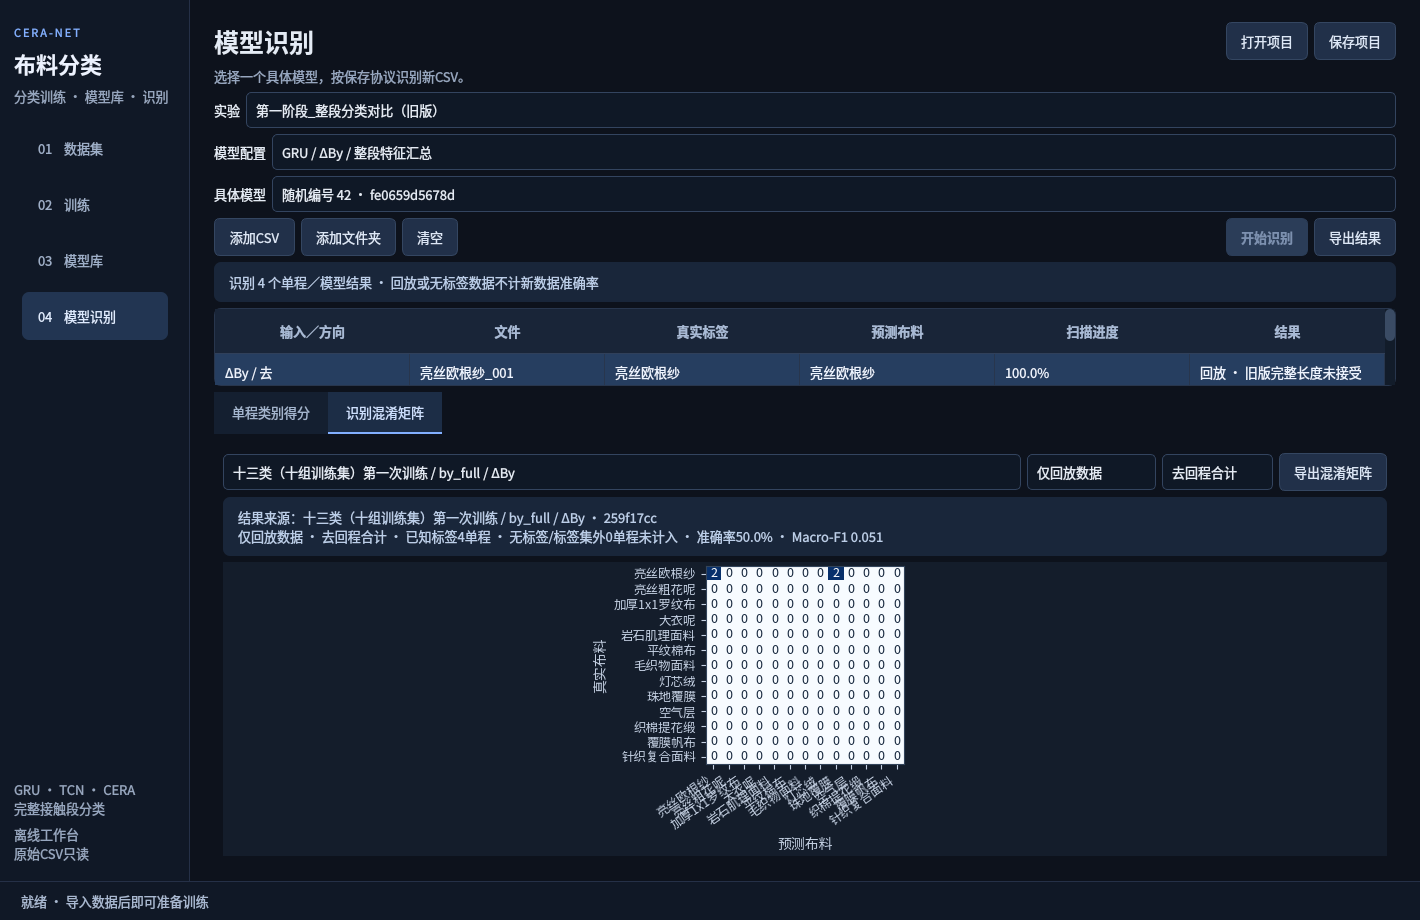 CERA-NET
布料分类
分类训练 · 模型库 · 识别
01 数据集
02 训练
03 模型库
04 模型识别
GRU · TCN · CERA
完整接触段分类
离线工作台
原始CSV只读
模型识别
打开项目 保存项目
选择一个具体模型，按保存协议识别新CSV。
实验 第一阶段_整段分类对比（旧版）
模型配置 GRU / ΔBy / 整段特征汇总
具体模型 随机编号 42 · fe0659d5678d
添加CSV 添加文件夹 清空 开始识别 导出结果
识别 4 个单程／模型结果 · 回放或无标签数据不计新数据准确率
输入／方向 文件 真实标签 预测布料 扫描进度 结果
ΔBy / 去 亮丝欧根纱_001 亮丝欧根纱 亮丝欧根纱 100.0% 回放 · 旧版完整长度未接受
单程类别得分 识别混淆矩阵
十三类（十组训练集）第一次训练 / by_full / ΔBy 仅回放数据 去回程合计 导出混淆矩阵
结果来源：十三类（十组训练集）第一次训练 / by_full / ΔBy · 259f17cc
仅回放数据 · 去回程合计 · 已知标签4单程 · 无标签/标签集外0单程未计入 · 准确率50.0% · Macro-F1 0.051
真实布料
亮丝欧根纱 2 0 0 0 0 0 0 0 2 0 0 0 0
亮丝粗花呢 0 0 0 0 0 0 0 0 0 0 0 0 0
加厚1x1罗纹布 0 0 0 0 0 0 0 0 0 0 0 0 0
大衣呢 0 0 0 0 0 0 0 0 0 0 0 0 0
岩石肌理面料 0 0 0 0 0 0 0 0 0 0 0 0 0
平纹棉布 0 0 0 0 0 0 0 0 0 0 0 0 0
毛织物面料 0 0 0 0 0 0 0 0 0 0 0 0 0
灯芯绒 0 0 0 0 0 0 0 0 0 0 0 0 0
珠地覆膜 0 0 0 0 0 0 0 0 0 0 0 0 0
空气层 0 0 0 0 0 0 0 0 0 0 0 0 0
织棉提花缎 0 0 0 0 0 0 0 0 0 0 0 0 0
覆膜帆布 0 0 0 0 0 0 0 0 0 0 0 0 0
针织复合面料 0 0 0 0 0 0 0 0 0 0 0 0 0
亮丝欧根纱
针织复合面料
预测布料
就绪 · 导入数据后即可准备训练